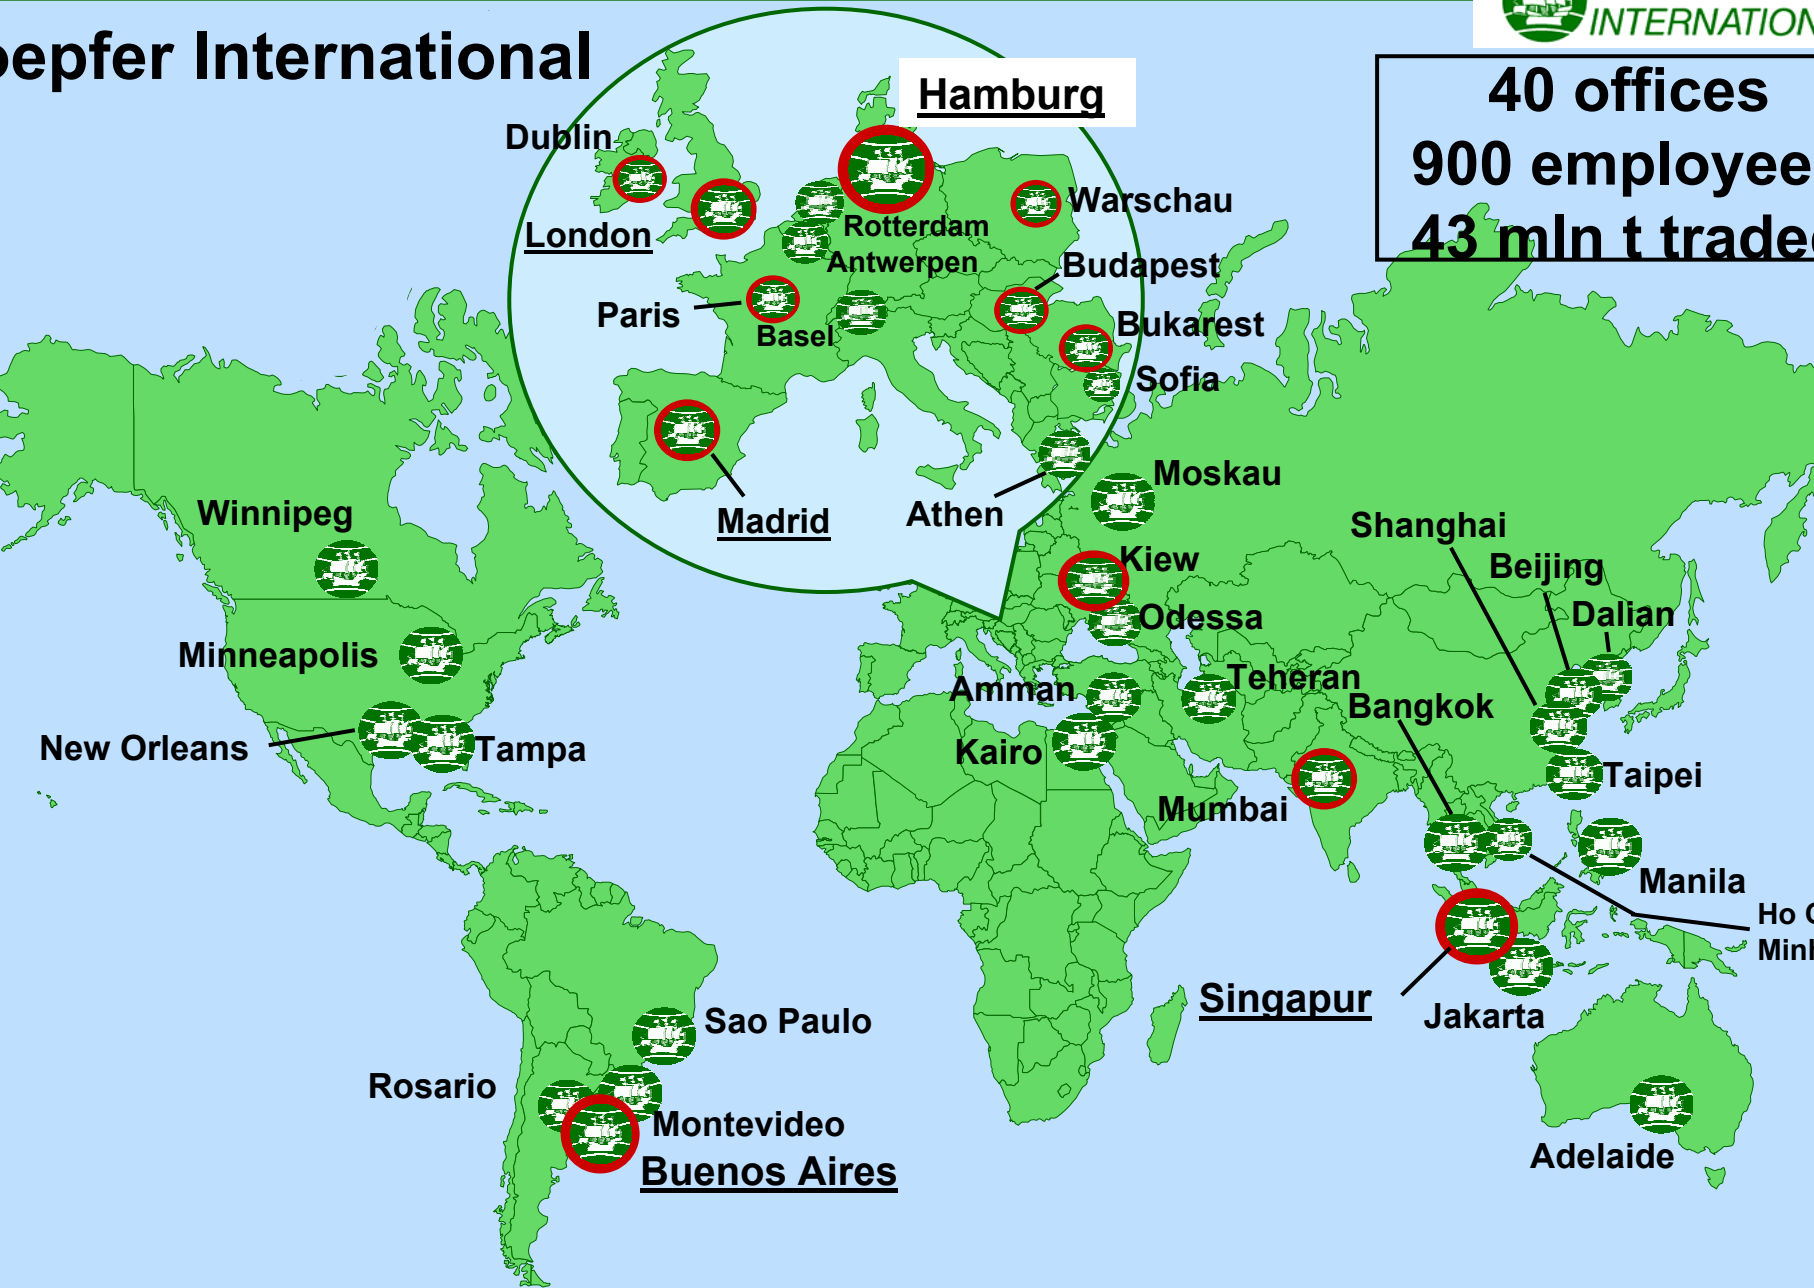 oepfer International
INTERNATION
40 offices
900 employee
43 mln t traded
Hamburg
Dublin
London
Rotterdam
Antwerpen
Warschau
Budapest
Paris
Basel
Bukarest
Sofia
Madrid
Athen
Moskau
Kiew
Odessa
Winnipeg
Minneapolis
New Orleans
Tampa
Amman
Teheran
Kairo
Mumbai
Shanghai
Beijing
Dalian
Bangkok
Taipei
Manila
Ho C
Minh
Singapur
Jakarta
Sao Paulo
Rosario
Montevideo
Buenos Aires
Adelaide